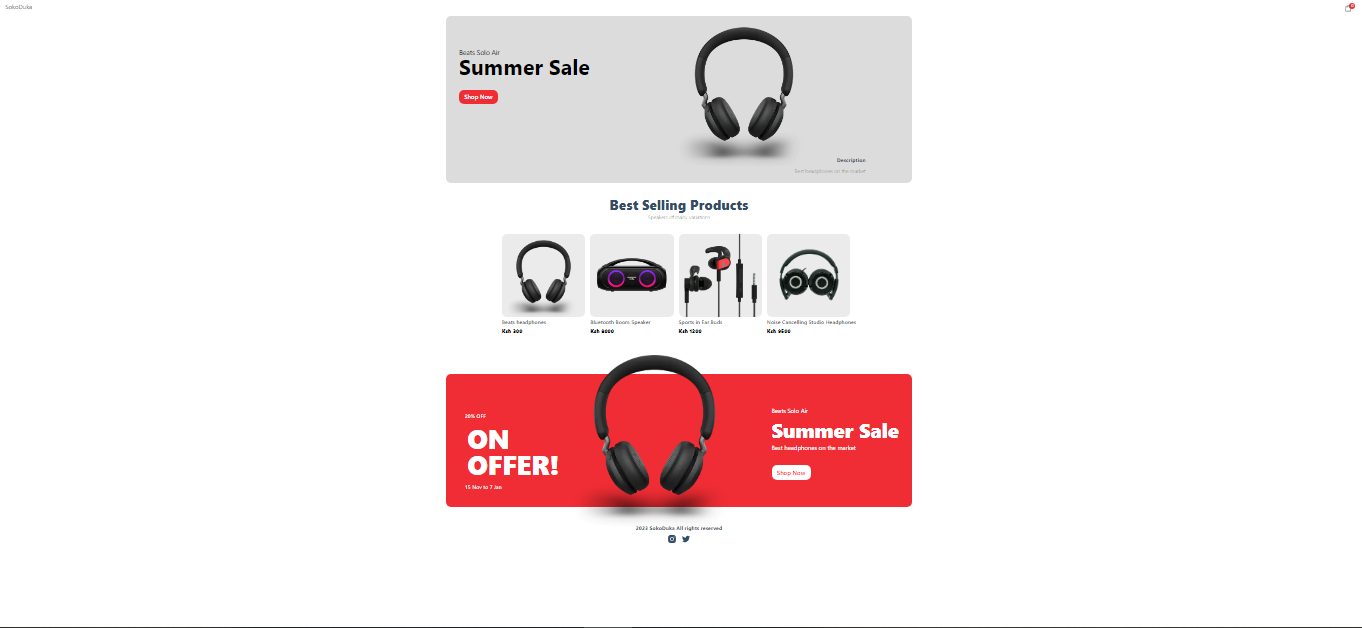 SokoDuka
Beats Solo Air
Summer Sale
Shop Now
Description
Best headphones on the market
Best Selling Products
Speakers of many variations
Beats headphones
Ksh 300
Bluetooth Boom Speaker
Ksh 8000
Sports In Ear Buds
Ksh 1200
Noise Cancelling Studio Headphones
Ksh 9500
20% OFF
ON
OFFER!
15 Nov to 7 Jan
Beats Solo Air
Summer Sale
Best headphones on the market
Shop Now
2023 SokoDuka All rights reserved